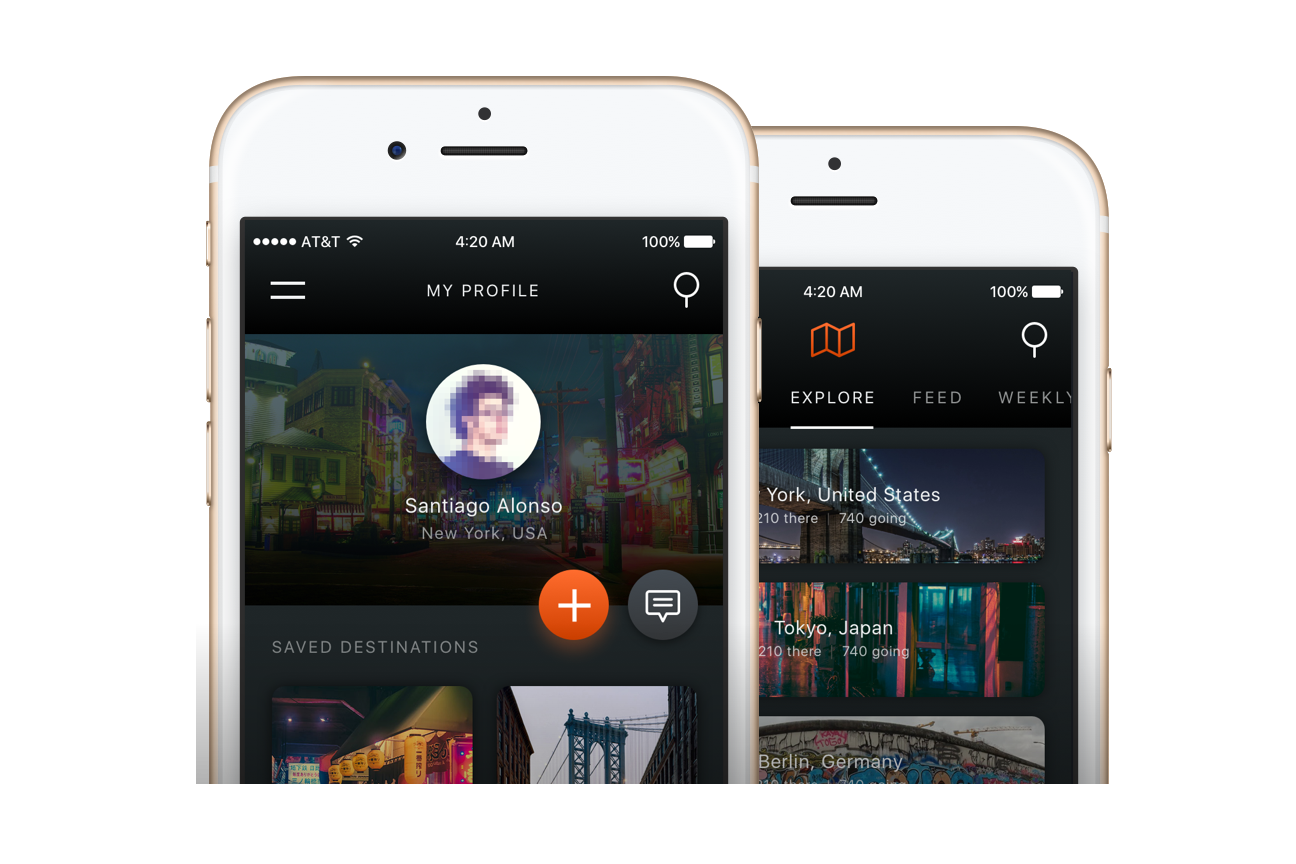 AT&T 4:20 AM 100%
MY PROFILE
Santiago Alonso
New York, USA
SAVED DESTINATIONS
4:20 AM 100%
EXPLORE FEED WEEKLY
York, United States
210 there | 740 going
Tokyo, Japan
210 there | 740 going
Berlin, Germany